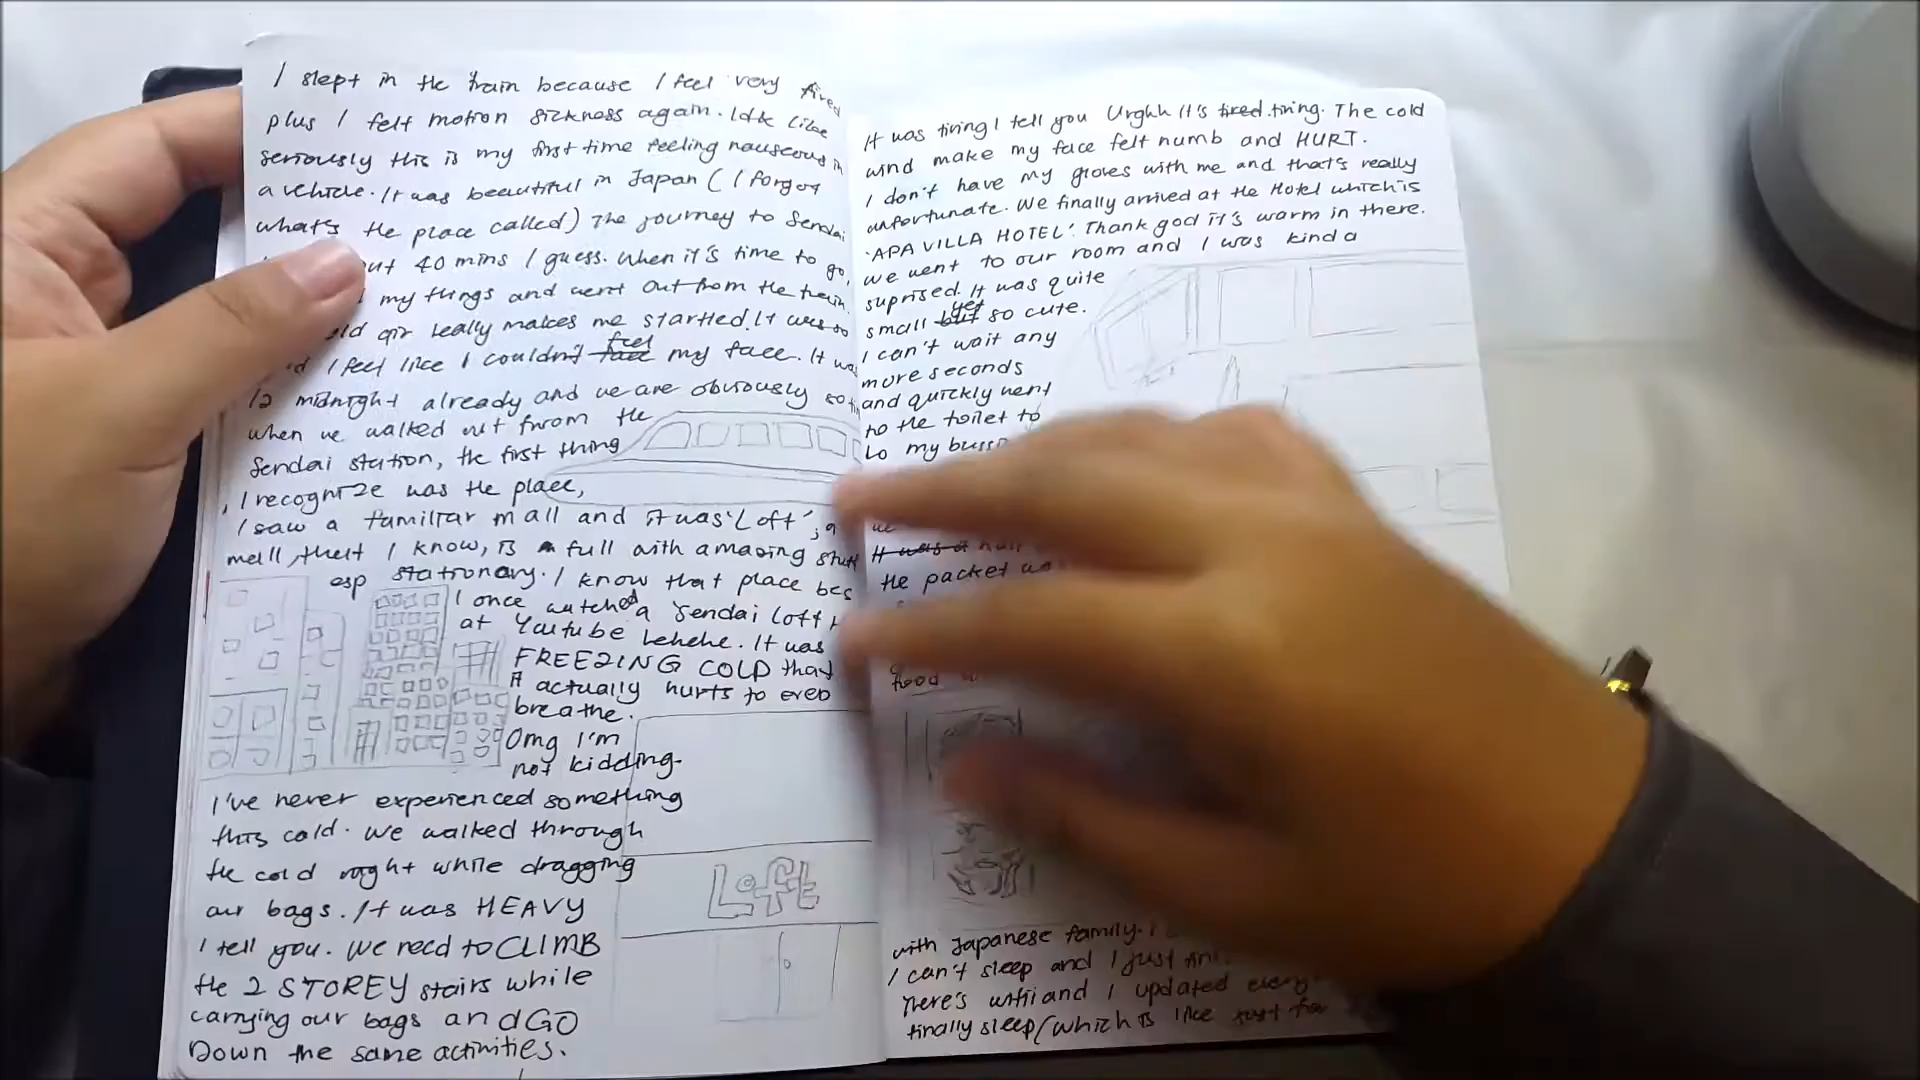 I slept in the train because I feel very tired
plus I felt motion sickness again. Idk like
seriously this is my first time feeling nauseous in
a vehicle. It was beautiful in Japan (I forgot
what's the place called) The journey to Sendai
40 mins I guess. When it's time to go,
my things and went out from the train.
air really makes me startled. It was so
I feel like I couldn't feel my face. It was
12 midnight already and we are obviously so
when we walked out from the
Sendai station, the first thing
I recognize was the place,
I saw a familiar mall and it was 'Loft', a
mall, that I know, is full with amazing stuff
esp stationary. I know that place bcs
I once watched a Sendai Loft
at Youtube hehehe. It was
FREEZING COLD that
it actually hurts to even
breathe.
Omg I'm
not kidding.
I've never experienced something
this cold. We walked through
the cold night while dragging
our bags. It was HEAVY
I tell you. We need to CLIMB
the 2 STOREY stairs while
carrying our bags and GO
Down the same activities.
Loft
It was tiring I tell you Urghh It's tired tiring. The cold
wind make my face felt numb and HURT.
I don't have my gloves with me and that's really
unfortunate. We finally arrived at the Hotel which is
'APA VILLA HOTEL'. Thank god it's warm in there.
we went to our room and I was kinda
suprised. It was quite
small but yet so cute.
I can't wait any
more seconds
and quickly went
to the toilet to
do my
we
It was a
the packet
food
with Japanese family. I
I can't sleep and I just
There's wifi and I updated
finally sleep (which is like just